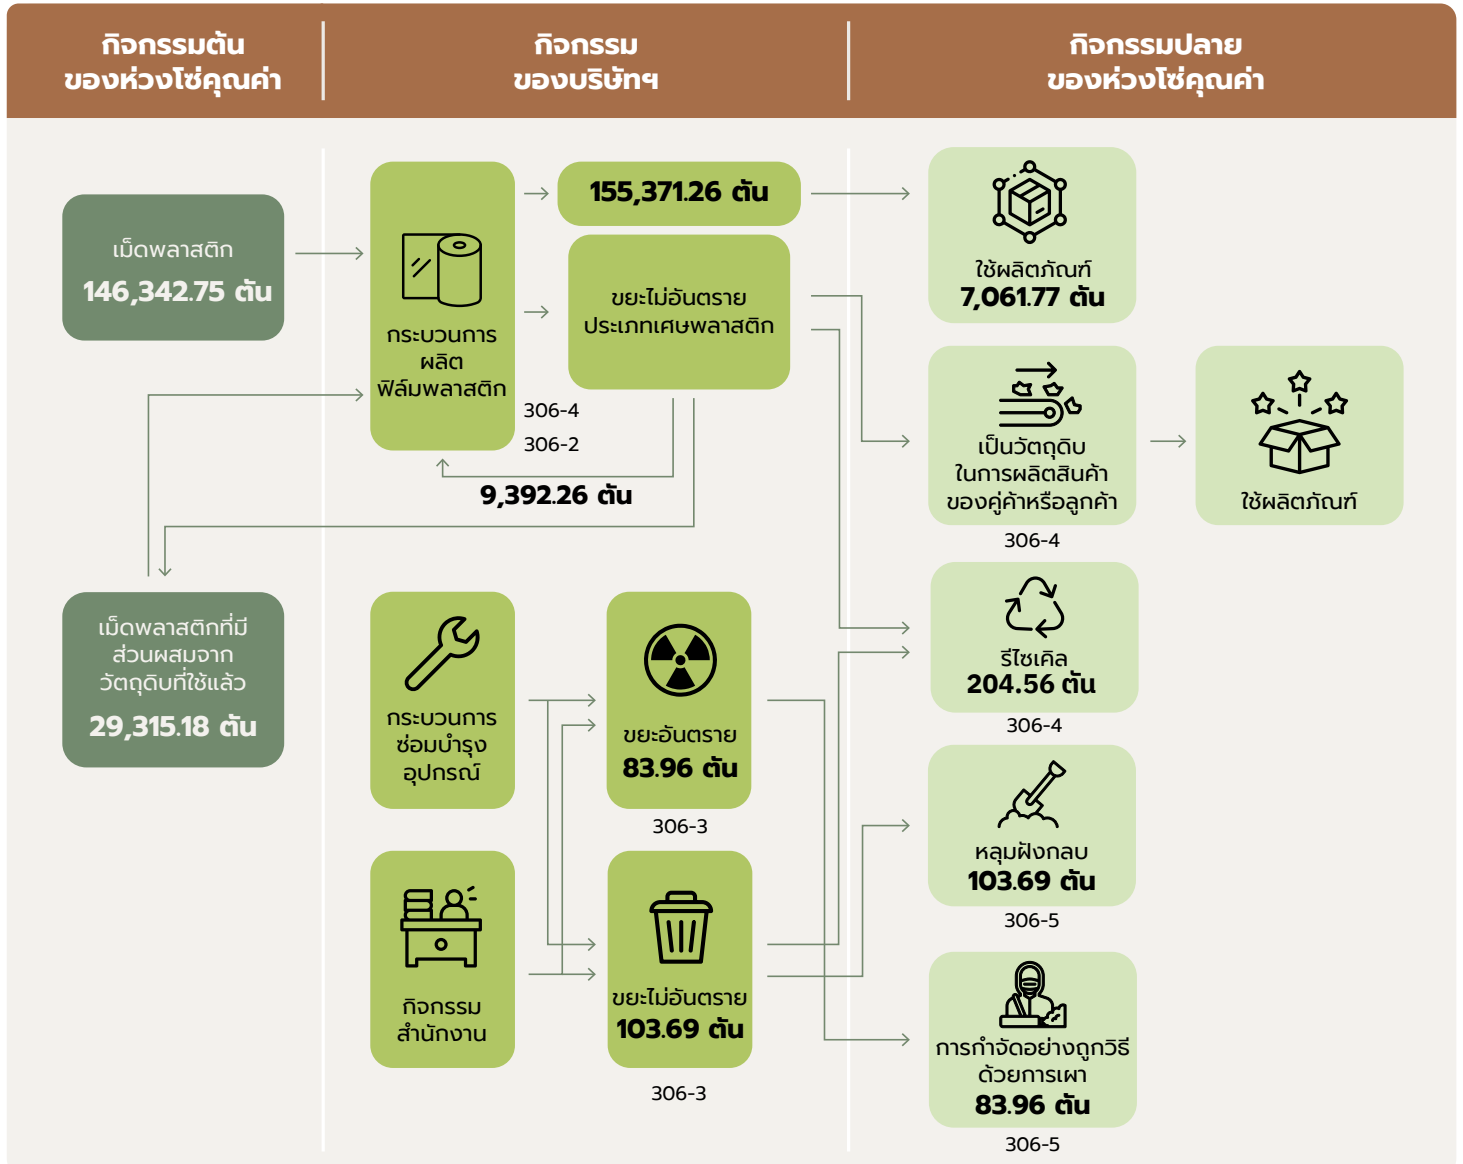 กิจกรรมต้น
ของห่วงโซ่คุณค่า
กิจกรรม
ของบริษัทฯ
กิจกรรมปลาย
ของห่วงโซ่คุณค่า
เม็ดพลาสติก
146,342.75 ตัน
กระบวนการ
ผลิต
ฟิล์มพลาสติก
306-4
306-2
155,371.26 ตัน
ขยะไม่อันตราย
ประเภทเศษพลาสติก
9,392.26 ตัน
ใช้ผลิตภัณฑ์
7,061.77 ตัน
เป็นวัตถุดิบ
ในการผลิตสินค้า
ของคู่ค้าหรือลูกค้า
306-4
ใช้ผลิตภัณฑ์
เม็ดพลาสติกที่มี
ส่วนผสมจาก
วัตถุดิบที่ใช้แล้ว
29,315.18 ตัน
กระบวนการ
ซ่อมบำรุง
อุปกรณ์
ขยะอันตราย
83.96 ตัน
306-3
รีไซเคิล
204.56 ตัน
306-4
หลุมฝังกลบ
103.69 ตัน
306-5
กิจกรรม
สำนักงาน
ขยะไม่อันตราย
103.69 ตัน
306-3
การกำจัดอย่างถูกวิธี
ด้วยการเผา
83.96 ตัน
306-5